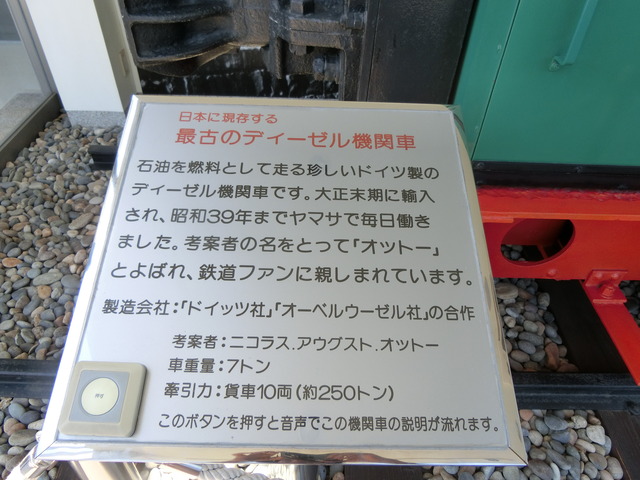 日本に現存する
最古のディーゼル機関車
石油を燃料として走る珍しいドイツ製の
ディーゼル機関車です。大正末期に輸入
され、昭和39年までヤマサで毎日働き
ました。考案者の名をとって「オットー」
とよばれ、鉄道ファンに親しまれています。
製造会社:「ドイッツ社」「オーベルウーゼル社」の合作
考案者:ニコラス.アウグスト.オットー
車重量:7トン
牽引力:貨車10両(約250トン)
このボタンを押すと音声でこの機関車の説明が流れます。